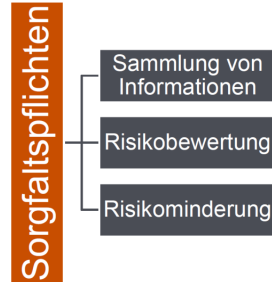 Sorgfaltspflichten
Sammlung von
Informationen
Risikobewertung
Risikominderung